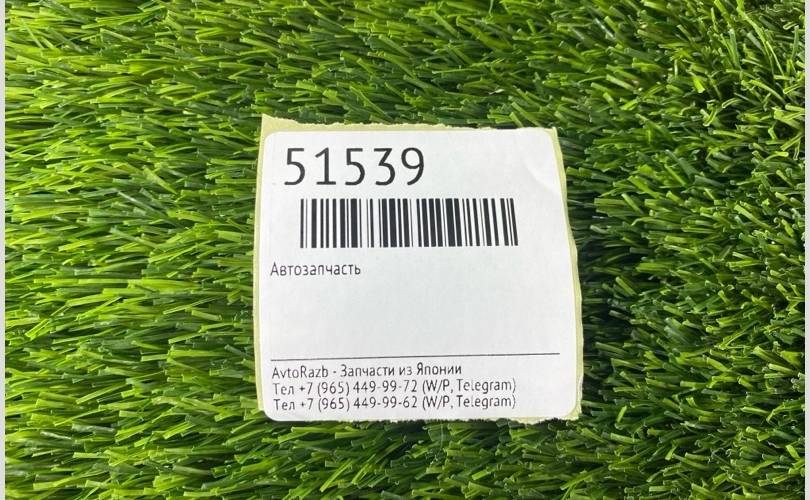 51539
Автозапчасть
AvtoRazb - Запчасти из Японии
Тел +7 (965) 449-99-72 (W/P, Telegram)
Тел +7 (965) 449-99-62 (W/P, Telegram)